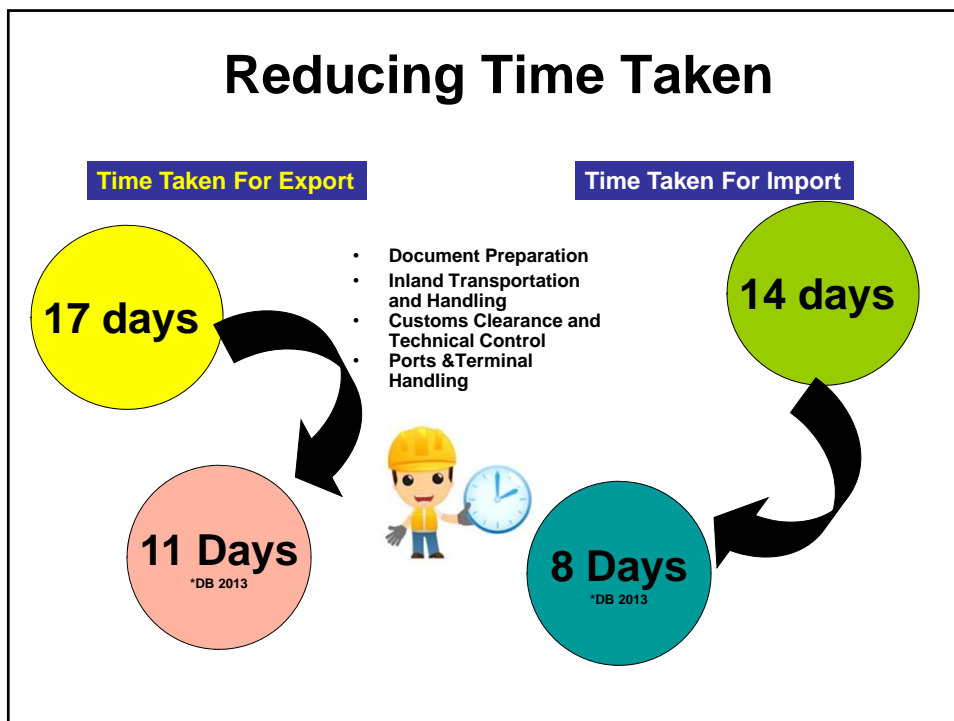 Reducing Time Taken
Time Taken For Export
Time Taken For Import
17 days
• Document Preparation
• Inland Transportation
and Handling
• Customs Clearance and
Technical Control
• Ports &Terminal
Handling
14 days
11 Days
*DB 2013
8 Days
*DB 2013